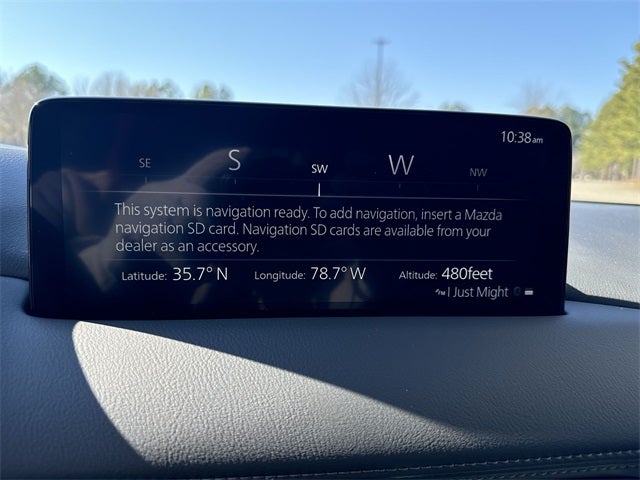 10:38am
SE S SW W NW
This system is navigation ready. To add navigation, insert a Mazda
navigation SD card. Navigation SD cards are available from your
dealer as an accessory.
Latitude: 35.7° N Longitude: 78.7° W Altitude: 480feet
I Just Might